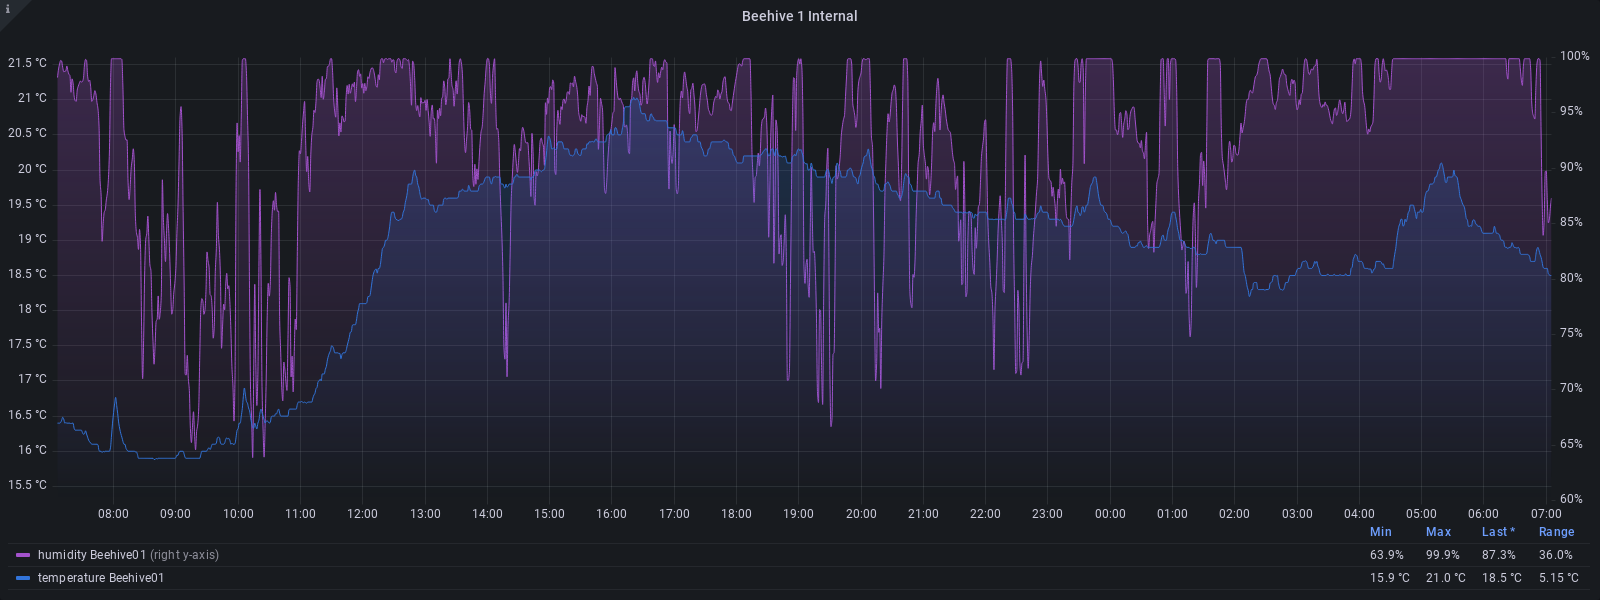 i
Beehive 1 Internal
21.5 °C
21 °C
20.5 °C
20 °C
19.5 °C
19 °C
18.5 °C
18 °C
17.5 °C
17 °C
16.5 °C
16 °C
15.5 °C
100%
95%
90%
85%
80%
75%
70%
65%
60%
08:00 09:00 10:00 11:00 12:00 13:00 14:00 15:00 16:00 17:00 18:00 19:00 20:00 21:00 22:00 23:00 00:00 01:00 02:00 03:00 04:00 05:00 06:00 07:00
Min Max Last * Range
humidity Beehive01 (right y-axis) 63.9% 99.9% 87.3% 36.0%
temperature Beehive01 15.9 °C 21.0 °C 18.5 °C 5.15 °C